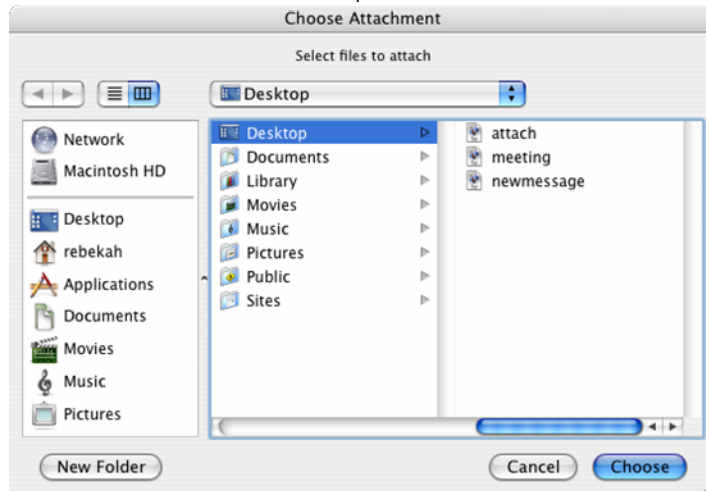 Choose Attachment
Select files to attach
Desktop
Network
Macintosh HD
Desktop
rebekah
Applications
Documents
Movies
Music
Pictures
Desktop
Documents
Library
Movies
Music
Pictures
Public
Sites
attach
meeting
newmessage
New Folder
Cancel
Choose